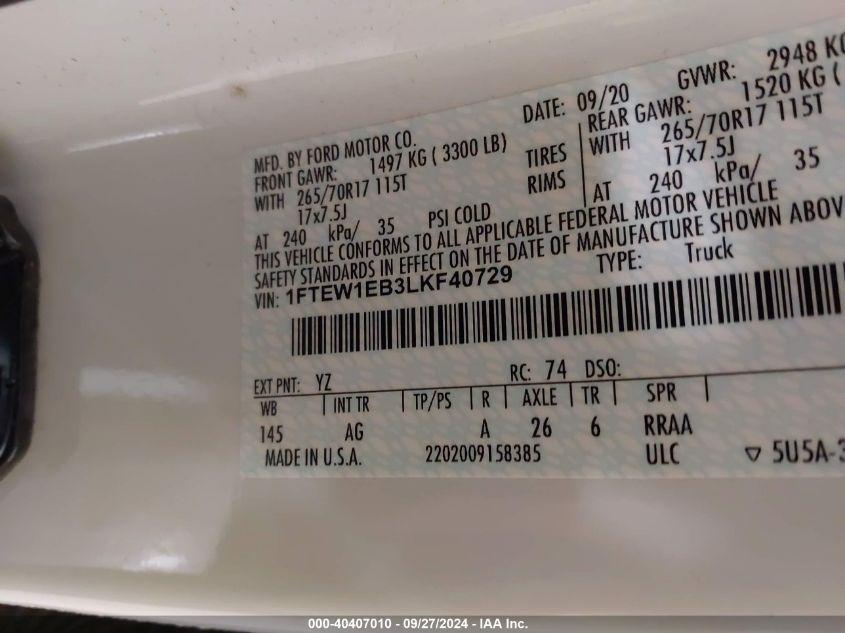 DATE: 09/20 GVWR: 2948 KG
MFD. BY FORD MOTOR CO.
FRONT GAWR: 1497 KG ( 3300 LB) REAR GAWR: 1520 KG (
WITH 265/70R17 115T TIRES WITH 265/70R17 115T
17x7.5J RIMS 17x7.5J
AT 240 kPa/ 35 PSI COLD AT 240 kPa/ 35
THIS VEHICLE CONFORMS TO ALL APPLICABLE FEDERAL MOTOR VEHICLE
SAFETY STANDARDS IN EFFECT ON THE DATE OF MANUFACTURE SHOWN ABOV
VIN: 1FTEW1EB3LKF40729 TYPE: Truck
EXT PNT: YZ RC: 74 DSO:
WB INT TR TP/PS R AXLE TR SPR
145 AG A 26 6 RRAA
MADE IN U.S.A. 2202009158385 ULC ▽ 5U5A-3
000-40407010 - 09/27/2024 - IAA Inc.